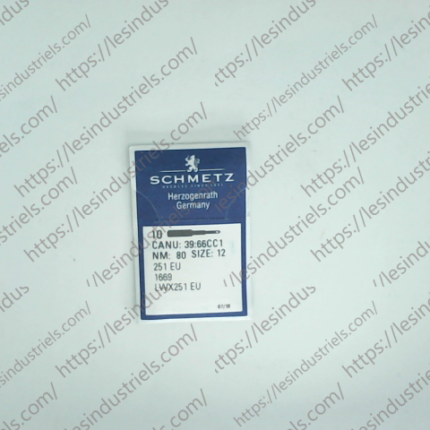 SCHMETZ
Herzogenrath
Germany
10
CANU: 39:66CC1
NM: 80 SIZE: 12
251 EU
1669
LWX251 EU
https://lesindustriels.com/